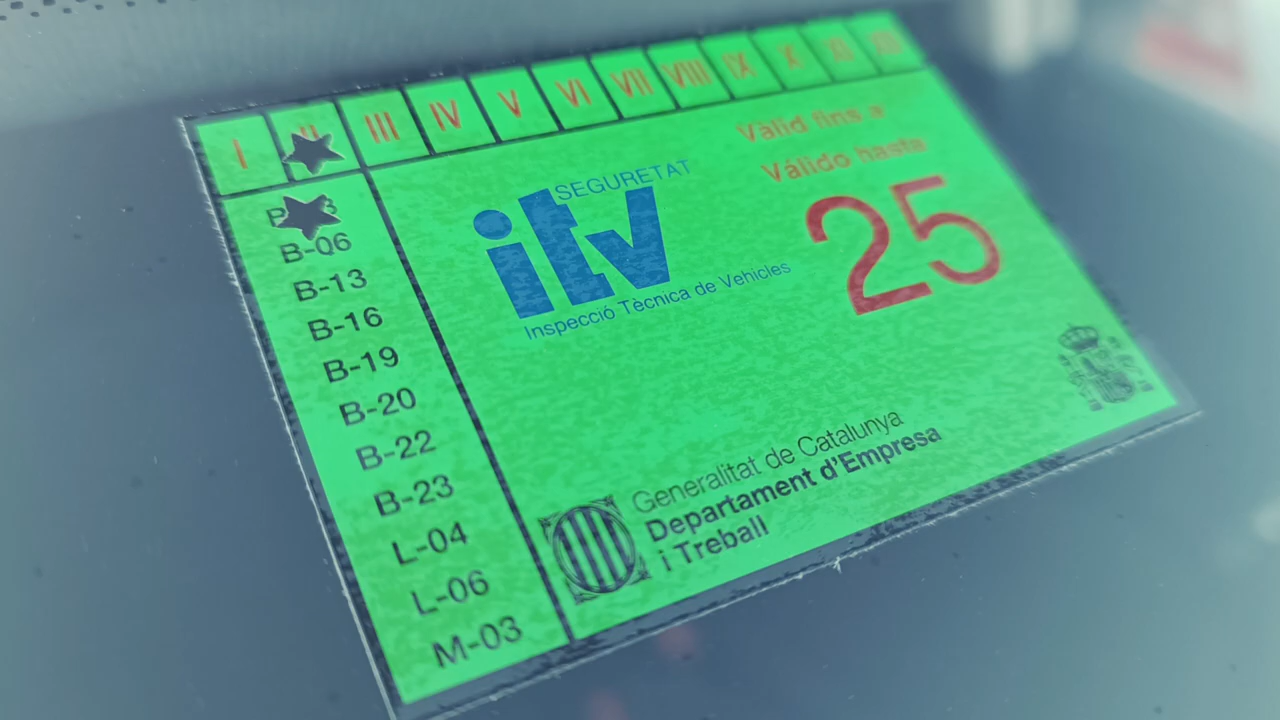 I II III IV V VI VII VIII IX X XI XII
B-06
B-13
B-16
B-19
B-20
B-22
B-23
L-04
L-06
M-03
SEGURETAT
itv
Inspecció Tècnica de Vehicles
Vàlid fins a
Válido hasta
25
Generalitat de Catalunya
Departament d'Empresa
i Treball